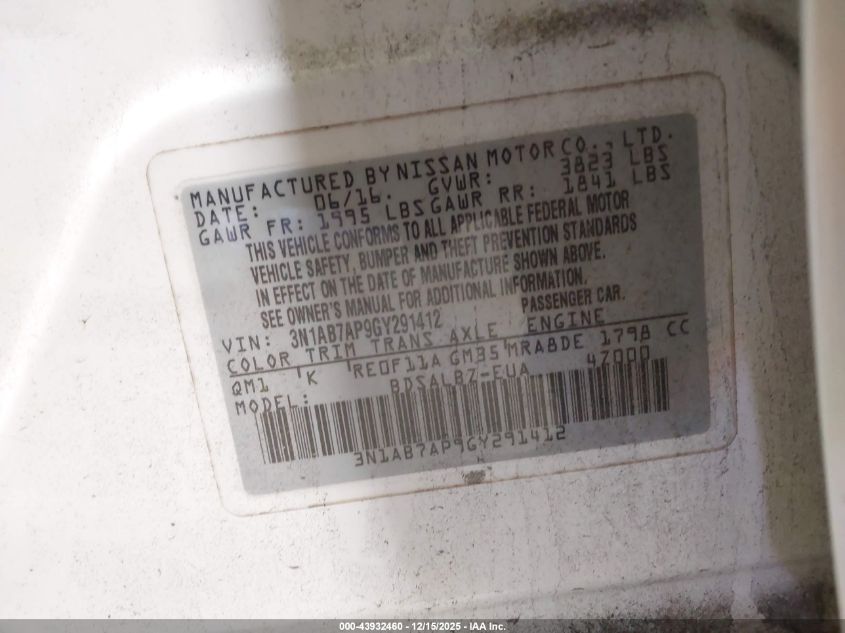 MANUFACTURED BY NISSAN MOTOR CO., LTD.
DATE: 06/16. GVWR: 3823 LBS
GAWR FR: 1995 LBS GAWR RR: 1841 LBS
THIS VEHICLE CONFORMS TO ALL APPLICABLE FEDERAL MOTOR
VEHICLE SAFETY, BUMPER AND THEFT PREVENTION STANDARDS
IN EFFECT ON THE DATE OF MANUFACTURE SHOWN ABOVE.
SEE OWNER'S MANUAL FOR ADDITIONAL INFORMATION.
VIN: 3N1AB7AP9GY291412 PASSENGER CAR.
COLOR TRIM TRANS AXLE ENGINE
QM1 K RE0F11A GM35 MRA8DE 1798 CC
MODEL: BDSALBZ-EUA 47000
3N1AB7AP9GY291412
000-43932460 - 12/15/2025 - IAA Inc.